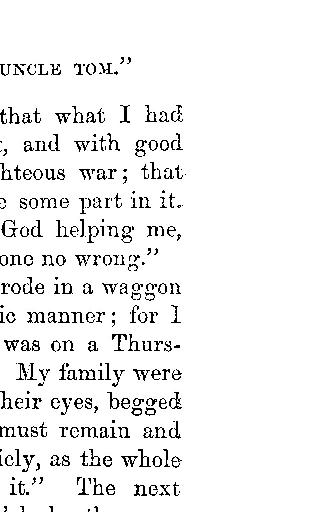 UNCLE TOM.”
that what I had
, and with good
hteous war; that
some part in it.
God helping me,
one no wrong.”
rode in a waggon
ic manner; for I
was on a Thurs-
My family were
heir eyes, begged
must remain and
icly, as the whole
it.” The next